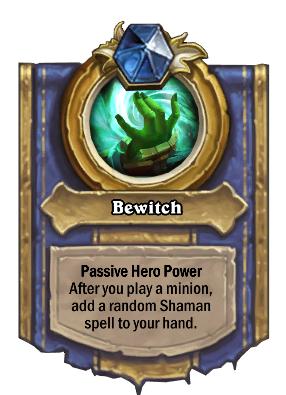 Bewitch
Passive Hero Power
After you play a minion,
add a random Shaman
spell to your hand.